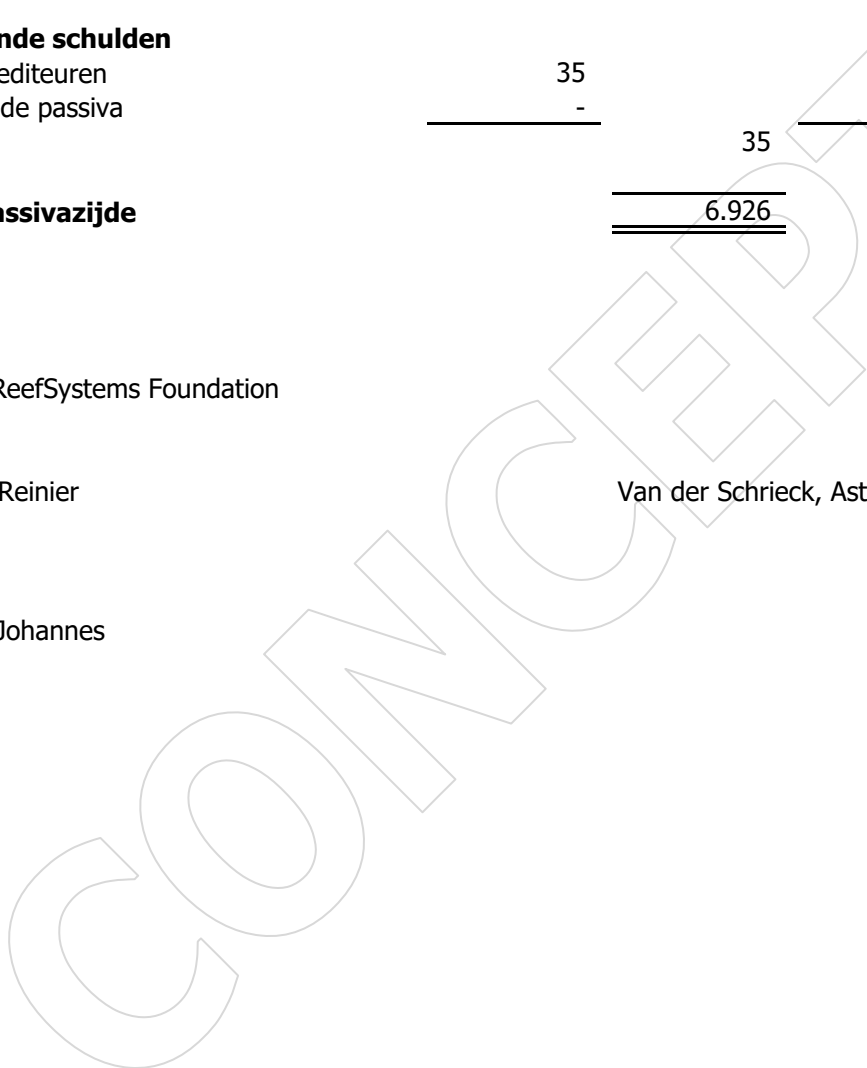 nde schulden
editeuren 35
de passiva -
35
assivazijde 6.926
ReefSystems Foundation
Reinier Van der Schrieck, Ast
Johannes
CONCEPT